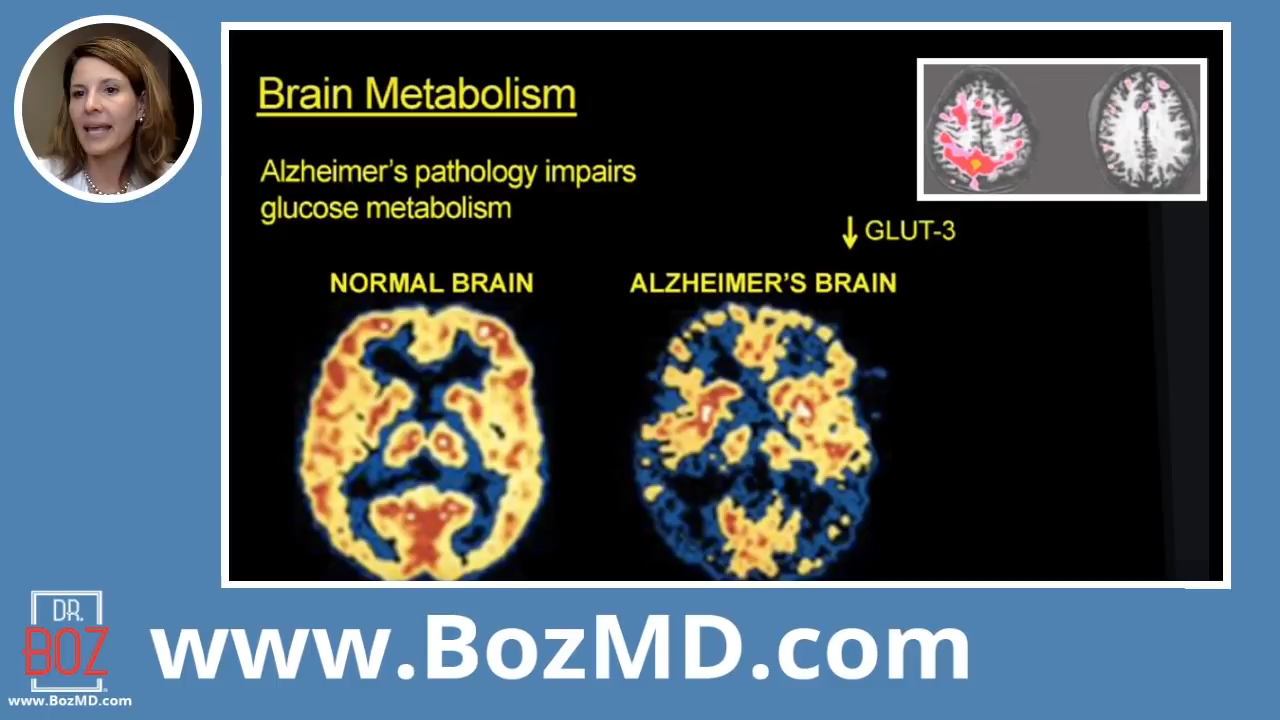 Brain Metabolism
Alzheimer's pathology impairs
glucose metabolism
↓ GLUT-3
NORMAL BRAIN
ALZHEIMER'S BRAIN
DR.
BOZ
www.BozMD.com
www.BozMD.com